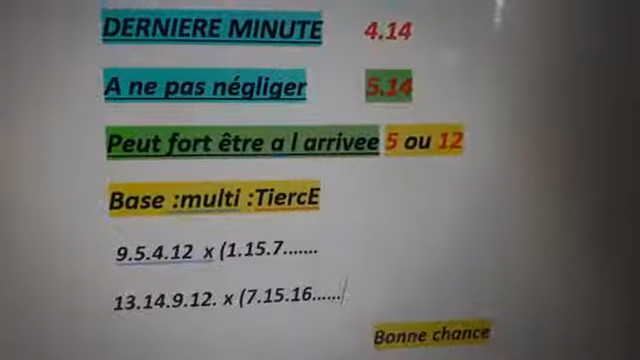 DERNIERE MINUTE 4.14
A ne pas négliger 5.14
Peut fort être a l arrivee 5 ou 12
Base :multi :TiercE
9.5.4.12 x (1.15.7.......
13.14.9.12. x (7.15.16......
Bonne chance